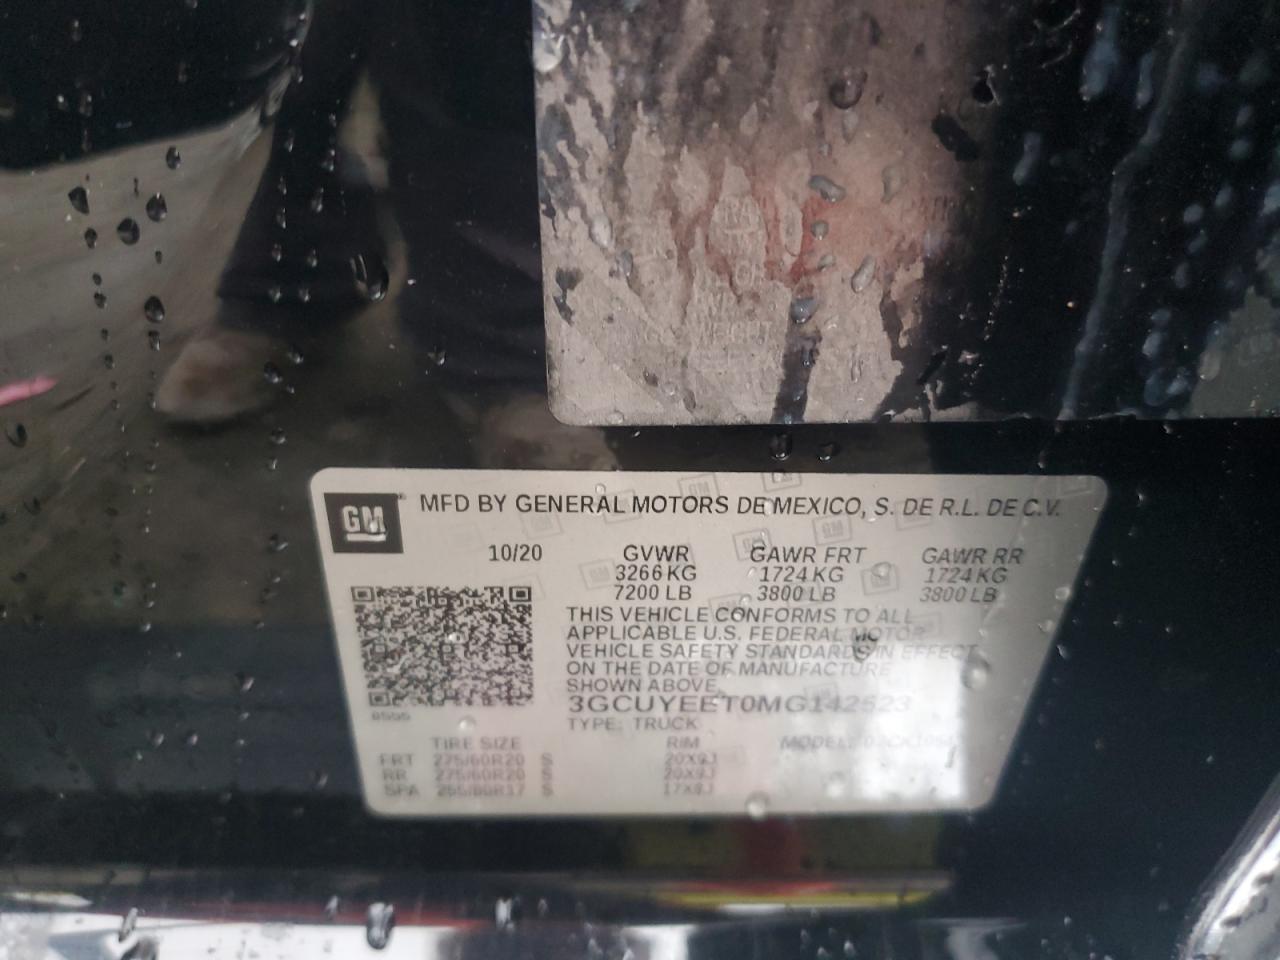 GM
MFD BY GENERAL MOTORS DE MEXICO, S. DE R.L. DE C.V.
10/20 GVWR GAWR FRT GAWR RR
3266 KG 1724 KG 1724 KG
7200 LB 3800 LB 3800 LB
THIS VEHICLE CONFORMS TO ALL
APPLICABLE U.S. FEDERAL MOTOR
VEHICLE SAFETY STANDARDS IN EFFECT
ON THE DATE OF MANUFACTURE
SHOWN ABOVE
3GCUYEET0MG142523
TYPE: TRUCK
TIRE SIZE RIM MODEL:
FRT 275/60R20 S 20X9J
RR 275/60R20 S 20X9J
SPA S